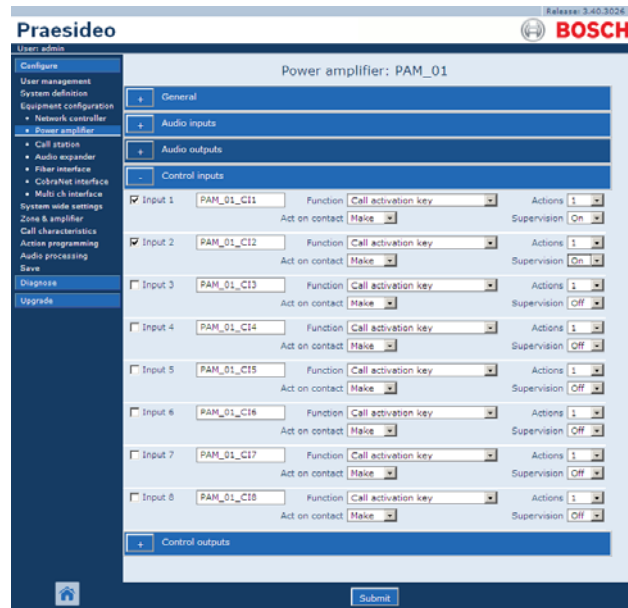 Release: 3.40.3026
Praesideo
BOSCH
User: admin
Configure
User management
System definition
Equipment configuration
Network controller
Power amplifier
Call station
Audio expander
Fiber interface
CobraNet interface
Multi ch interface
System wide settings
Zone & amplifier
Call characteristics
Action programming
Audio processing
Save
Diagnose
Upgrade
Power amplifier: PAM_01
+ General
+ Audio inputs
+ Audio outputs
- Control inputs
Input 1 PAM_01_CI1 Function Call activation key Actions 1
Act on contact Make Supervision On
Input 2 PAM_01_CI2 Function Call activation key Actions 1
Act on contact Make Supervision On
Input 3 PAM_01_CI3 Function Call activation key Actions 1
Act on contact Make Supervision Off
Input 4 PAM_01_CI4 Function Call activation key Actions 1
Act on contact Make Supervision Off
Input 5 PAM_01_CI5 Function Call activation key Actions 1
Act on contact Make Supervision Off
Input 6 PAM_01_CI6 Function Call activation key Actions 1
Act on contact Make Supervision Off
Input 7 PAM_01_CI7 Function Call activation key Actions 1
Act on contact Make Supervision Off
Input 8 PAM_01_CI8 Function Call activation key Actions 1
Act on contact Make Supervision Off
+ Control outputs
Submit